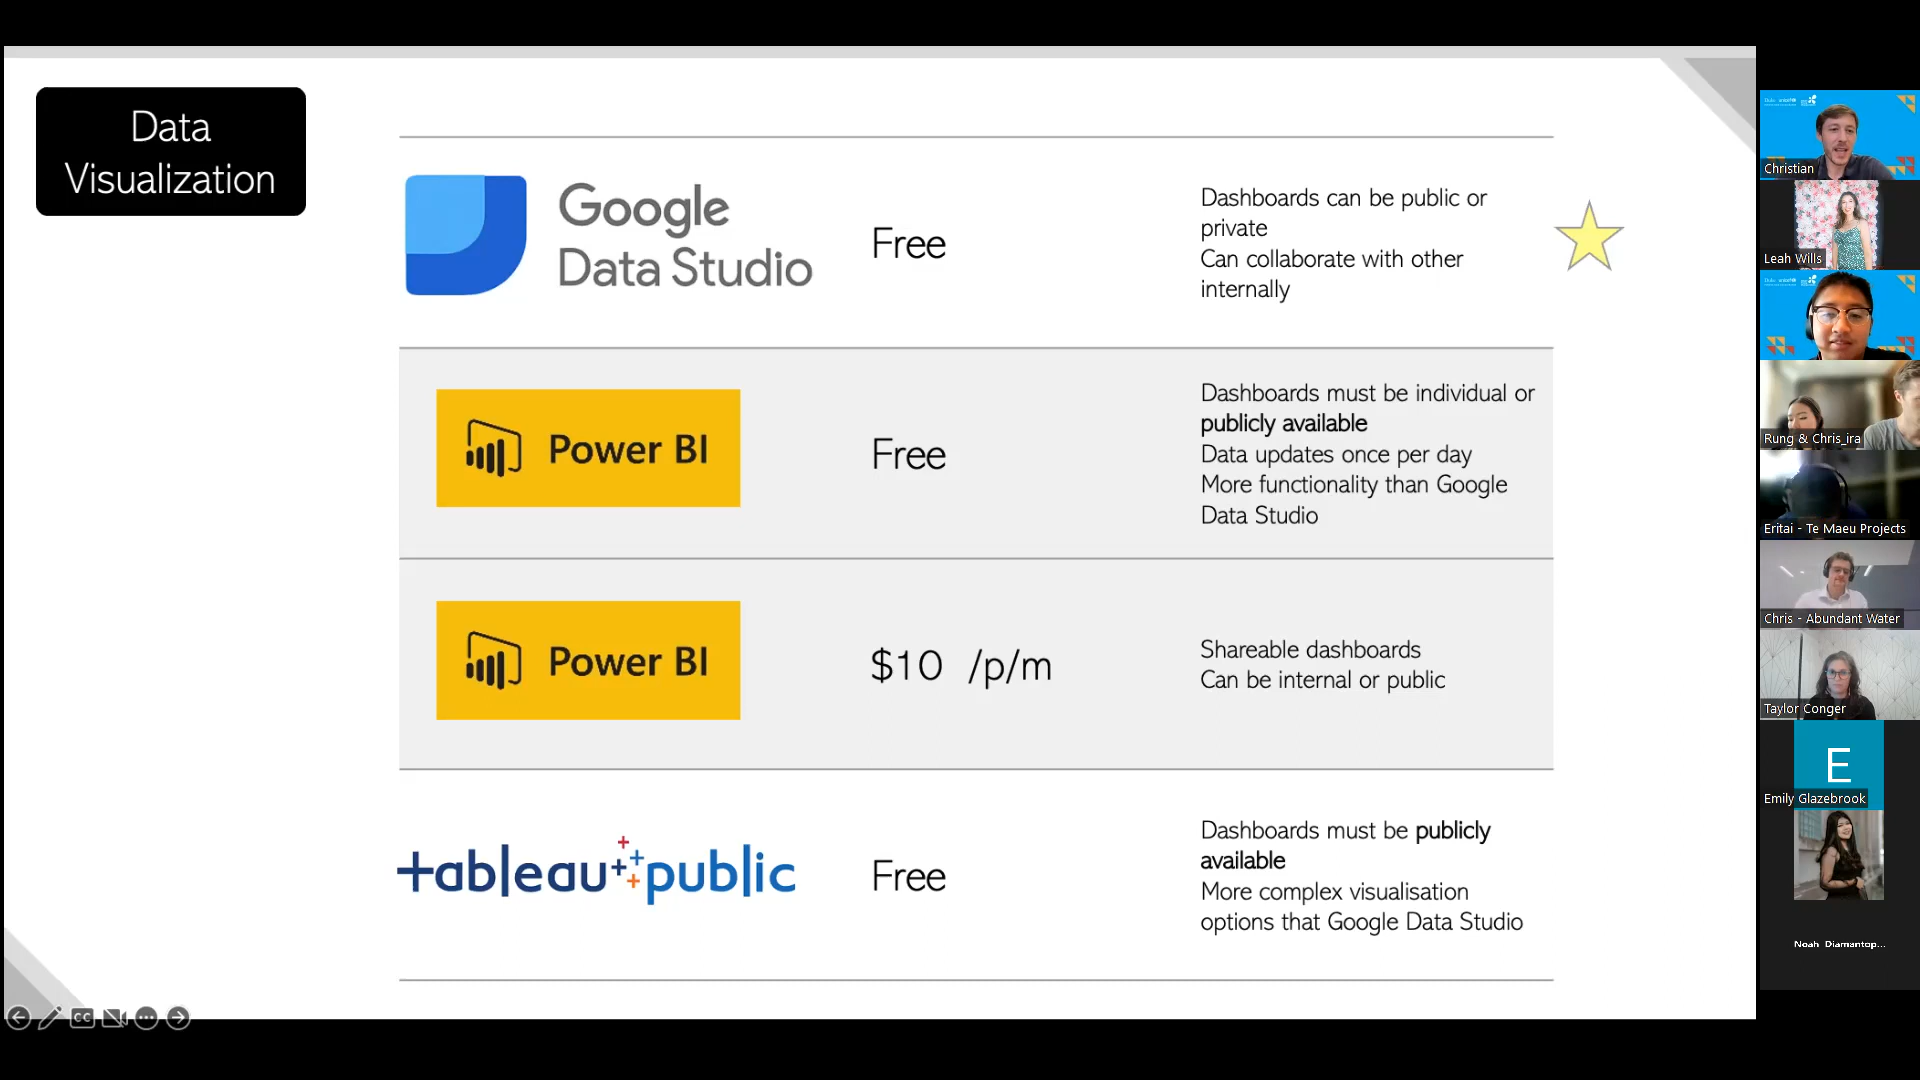 Data
Visualization
Google
Data Studio
Free
Dashboards can be public or
private
Can collaborate with other
internally
Power BI
Free
Dashboards must be individual or
publicly available
Data updates once per day
More functionality than Google
Data Studio
Power BI
$10 /p/m
Shareable dashboards
Can be internal or public
+ableau public
Free
Dashboards must be publicly
available
More complex visualisation
options that Google Data Studio
CC
Christian
Leah Wills
Rung & Chris_ira
Eritai - Te Maeu Projects
Chris - Abundant Water
Taylor Conger
E
Emily Glazebrook
Noah Diamantop...